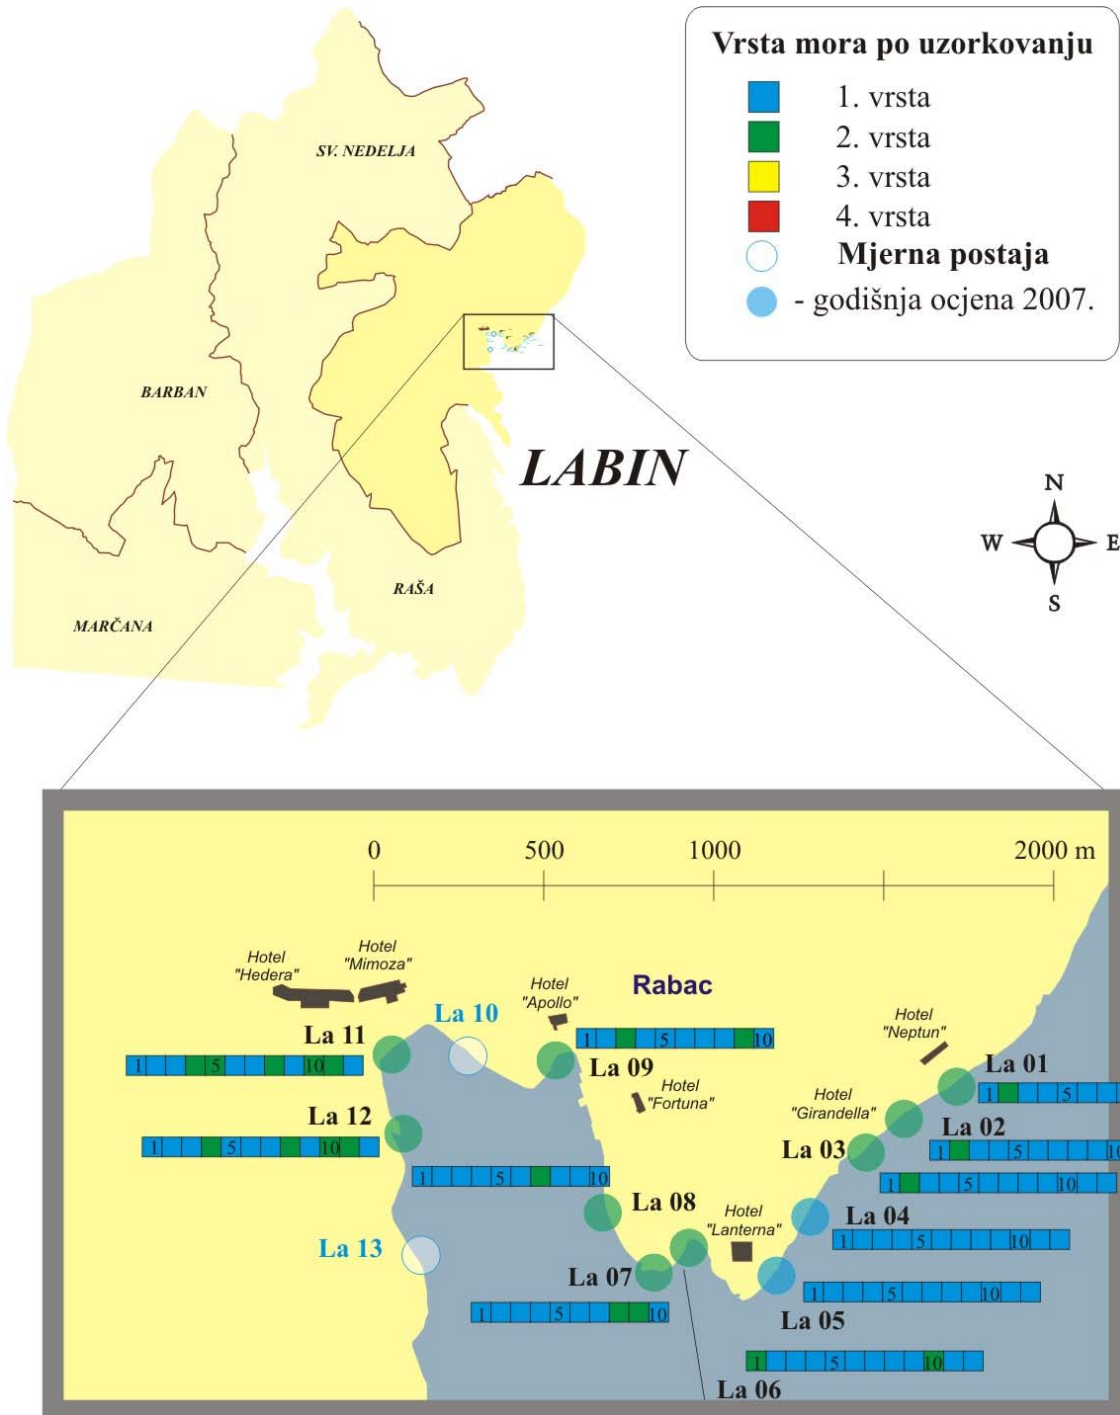 Vrsta mora po uzorkovanju
1. vrsta
2. vrsta
3. vrsta
4. vrsta
Mjerna postaja
- godišnja ocjena 2007.
SV. NEDELJA
BARBAN
LABIN
RAŠA
MARČANA
N
W E
S
0 500 1000 2000 m
Hotel
"Hedera"
Hotel
"Mimoza"
La 10
Hotel
"Apollo"
Rabac
Hotel
"Neptun"
La 11
1 5 10
La 09
1 5 10
Hotel
"Fortuna"
La 01
1 5
Hotel
"Girandella"
La 02
1 5 10
La 12
1 5 10
La 03
1 5 10
1 5 10
La 08
Hotel
"Lanterna"
La 04
1 5 10
La 13
La 07
1 5 10
1 5 10
La 05
1 5 10
La 06